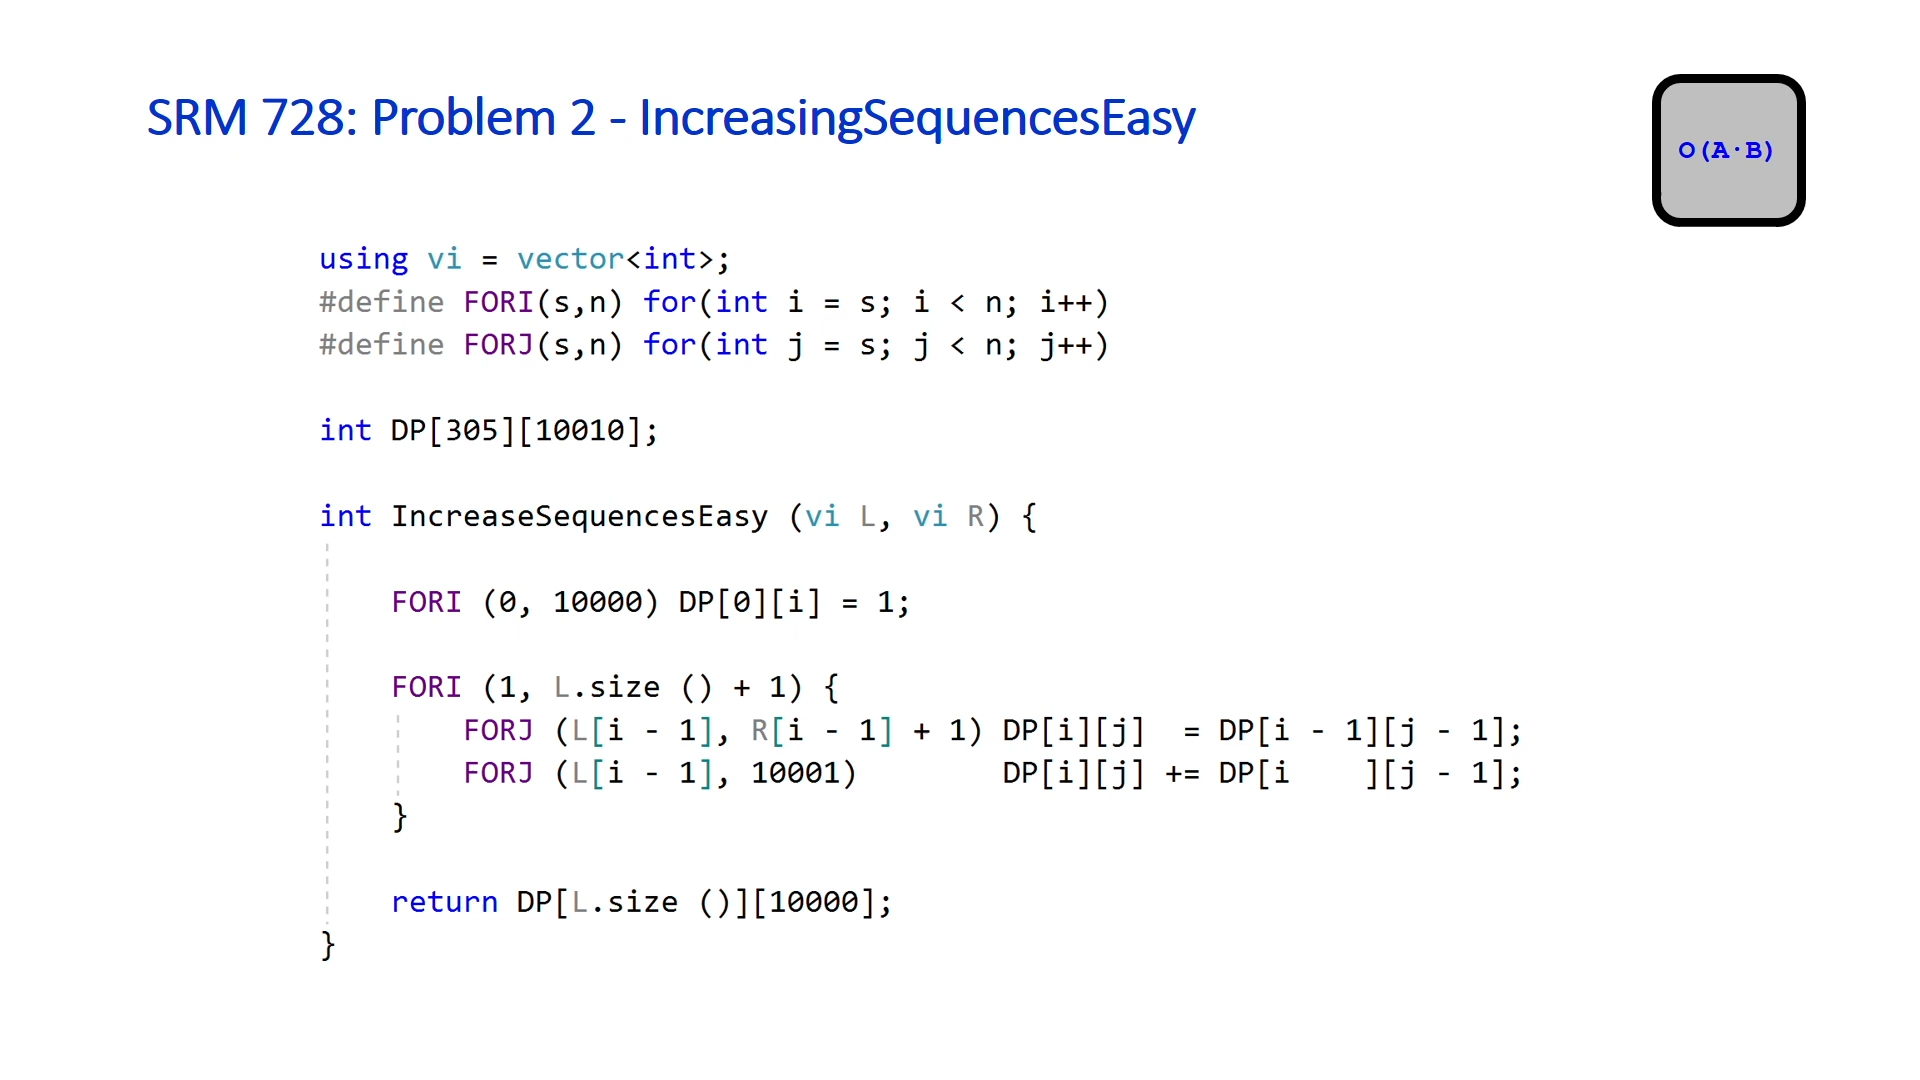 SRM 728: Problem 2 - IncreasingSequencesEasy
O(A·B)
using vi = vector<int>;
#define FORI(s,n) for(int i = s; i < n; i++)
#define FORJ(s,n) for(int j = s; j < n; j++)
int DP[305][10010];
int IncreaseSequencesEasy (vi L, vi R) {
FORI (0, 10000) DP[0][i] = 1;
FORI (1, L.size () + 1) {
FORJ (L[i - 1], R[i - 1] + 1) DP[i][j]  = DP[i - 1][j - 1];
FORJ (L[i - 1], 10001)        DP[i][j] += DP[i    ][j - 1];
}
return DP[L.size ()][10000];
}